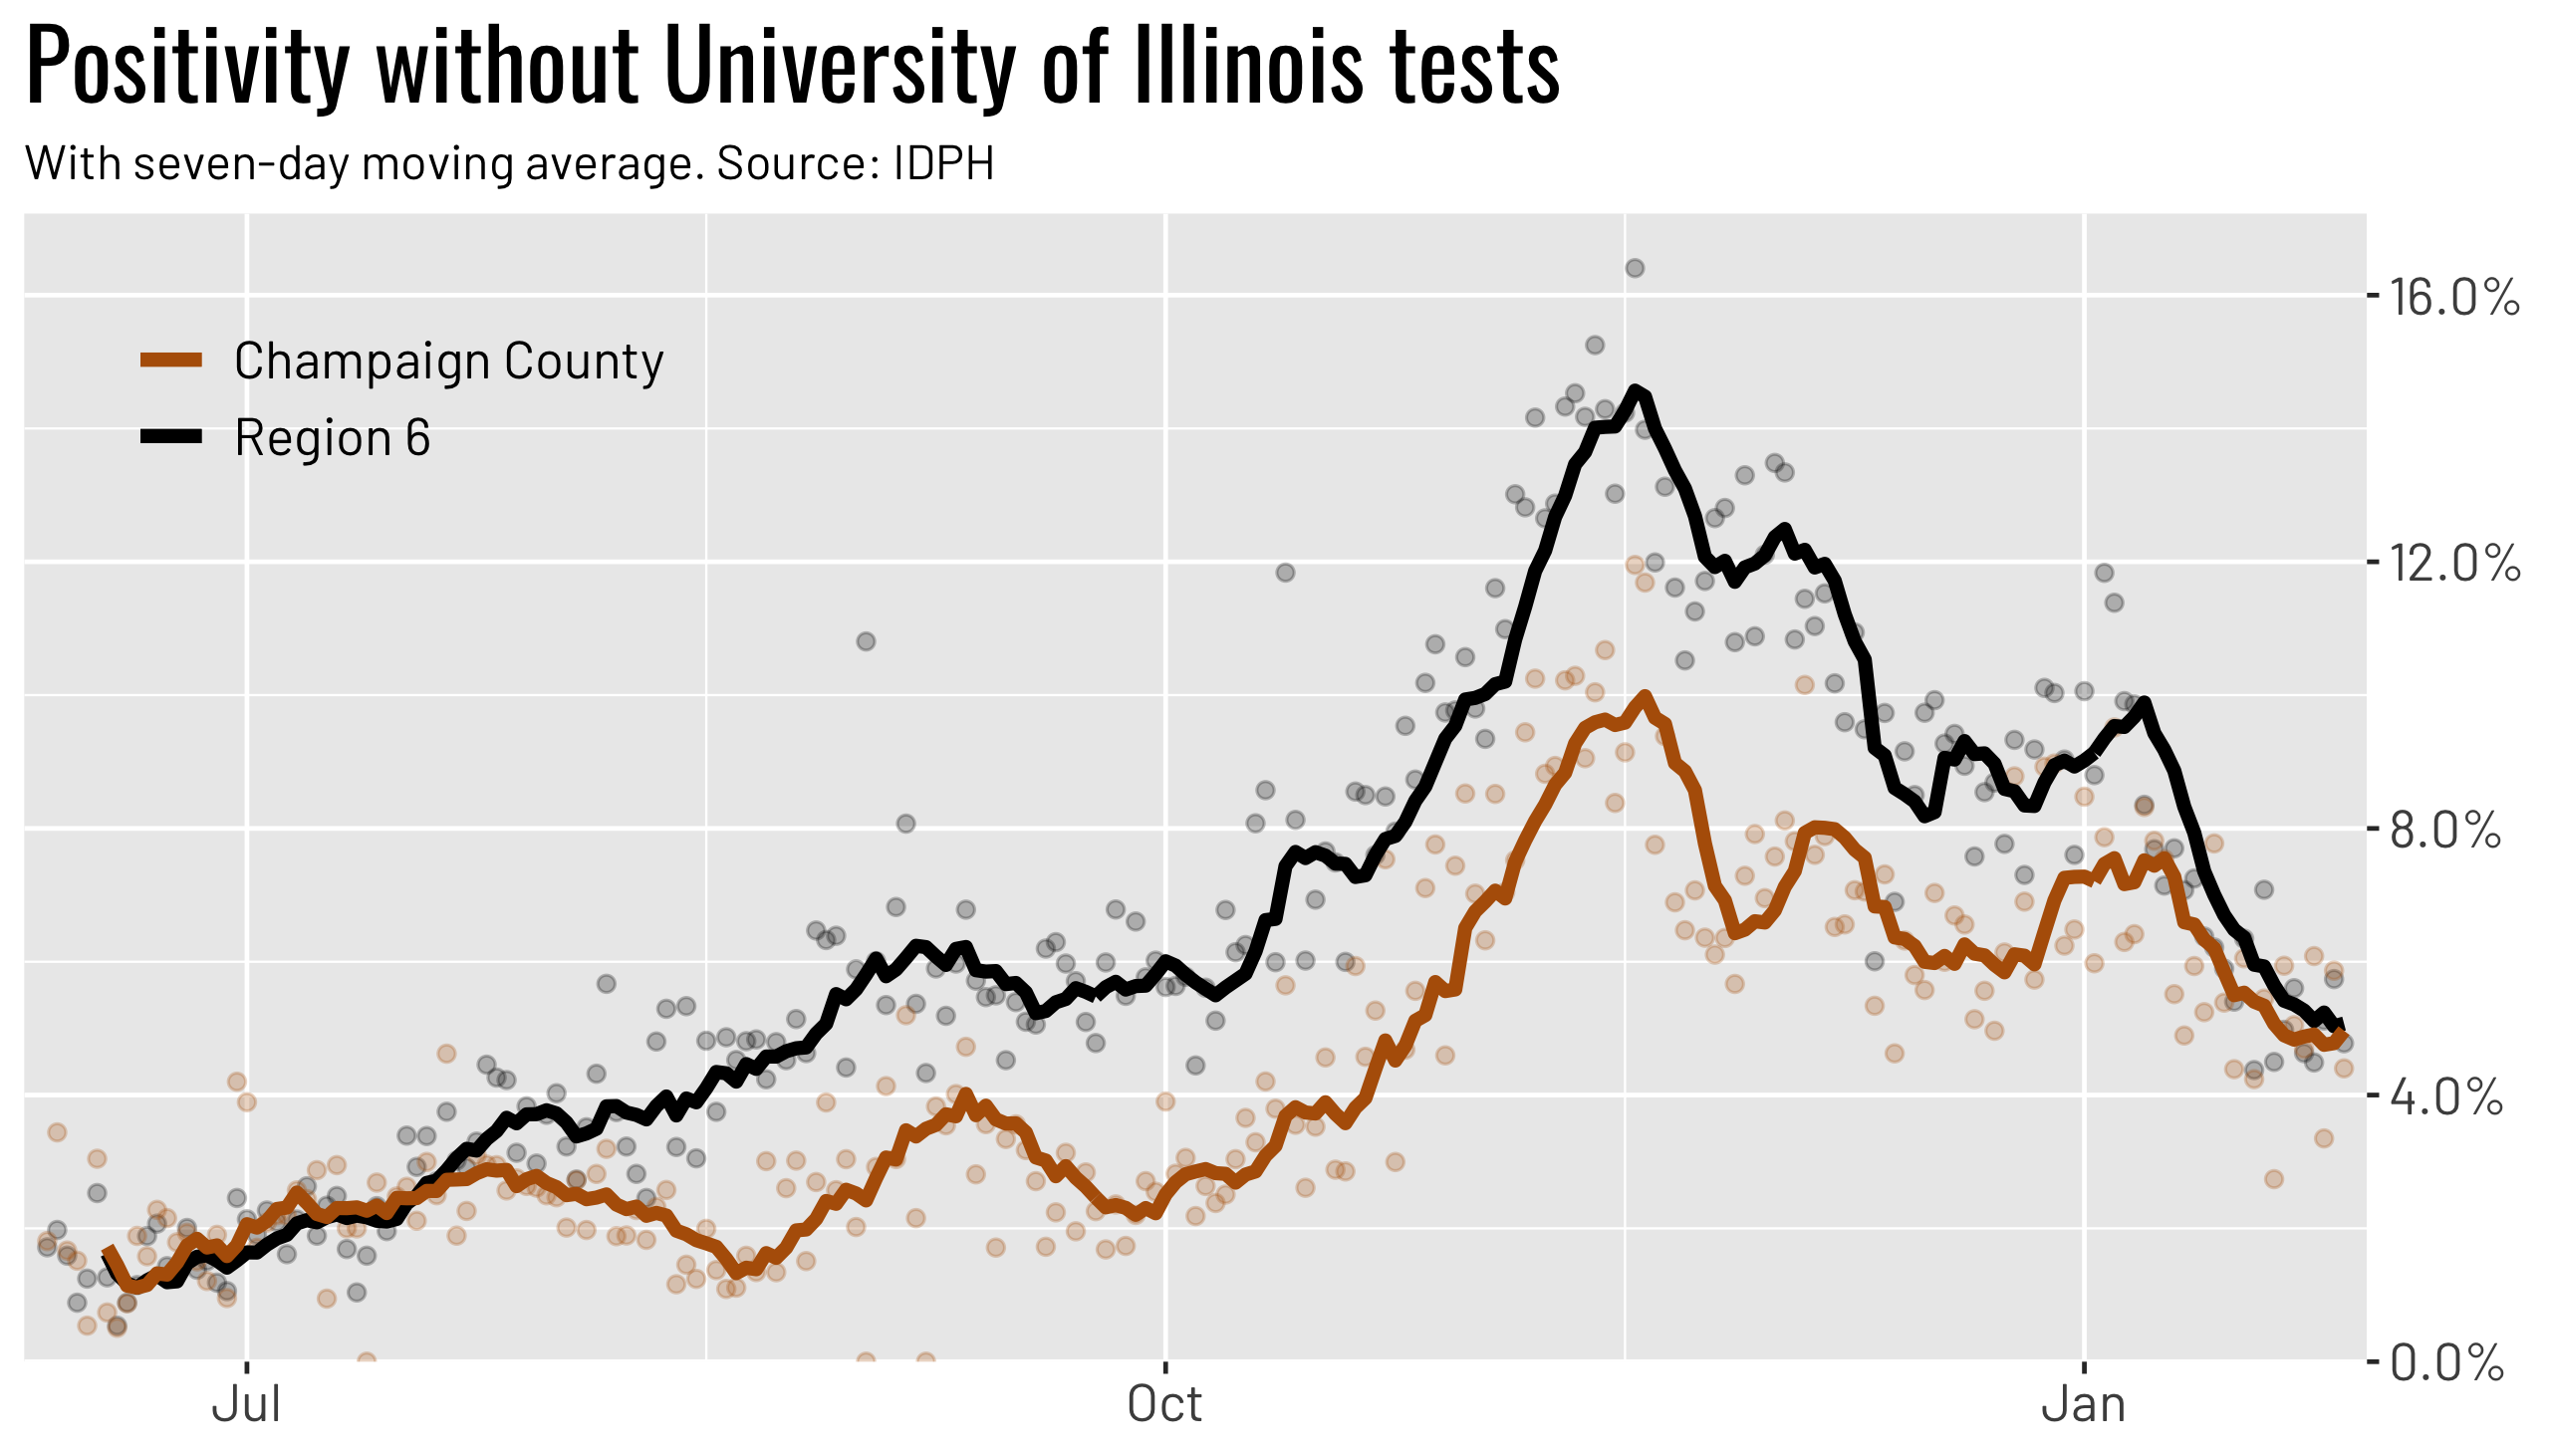 Positivity without University of Illinois tests
With seven-day moving average. Source: IDPH
Champaign County
Region 6
16.0%
12.0%
8.0%
4.0%
0.0%
Jul Oct Jan